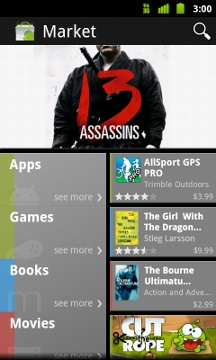 3:00
Market
13
ASSASSINS
Apps
see more
Games
see more
Books
see more
Movies
AllSport GPS
PRO
Trimble Outdoors
$3.99
The Girl With
The Dragon...
Stieg Larsson
$9.99
The Bourne
Ultimatu...
Action and Adve...
$2.99
CUT
THE
ROPE